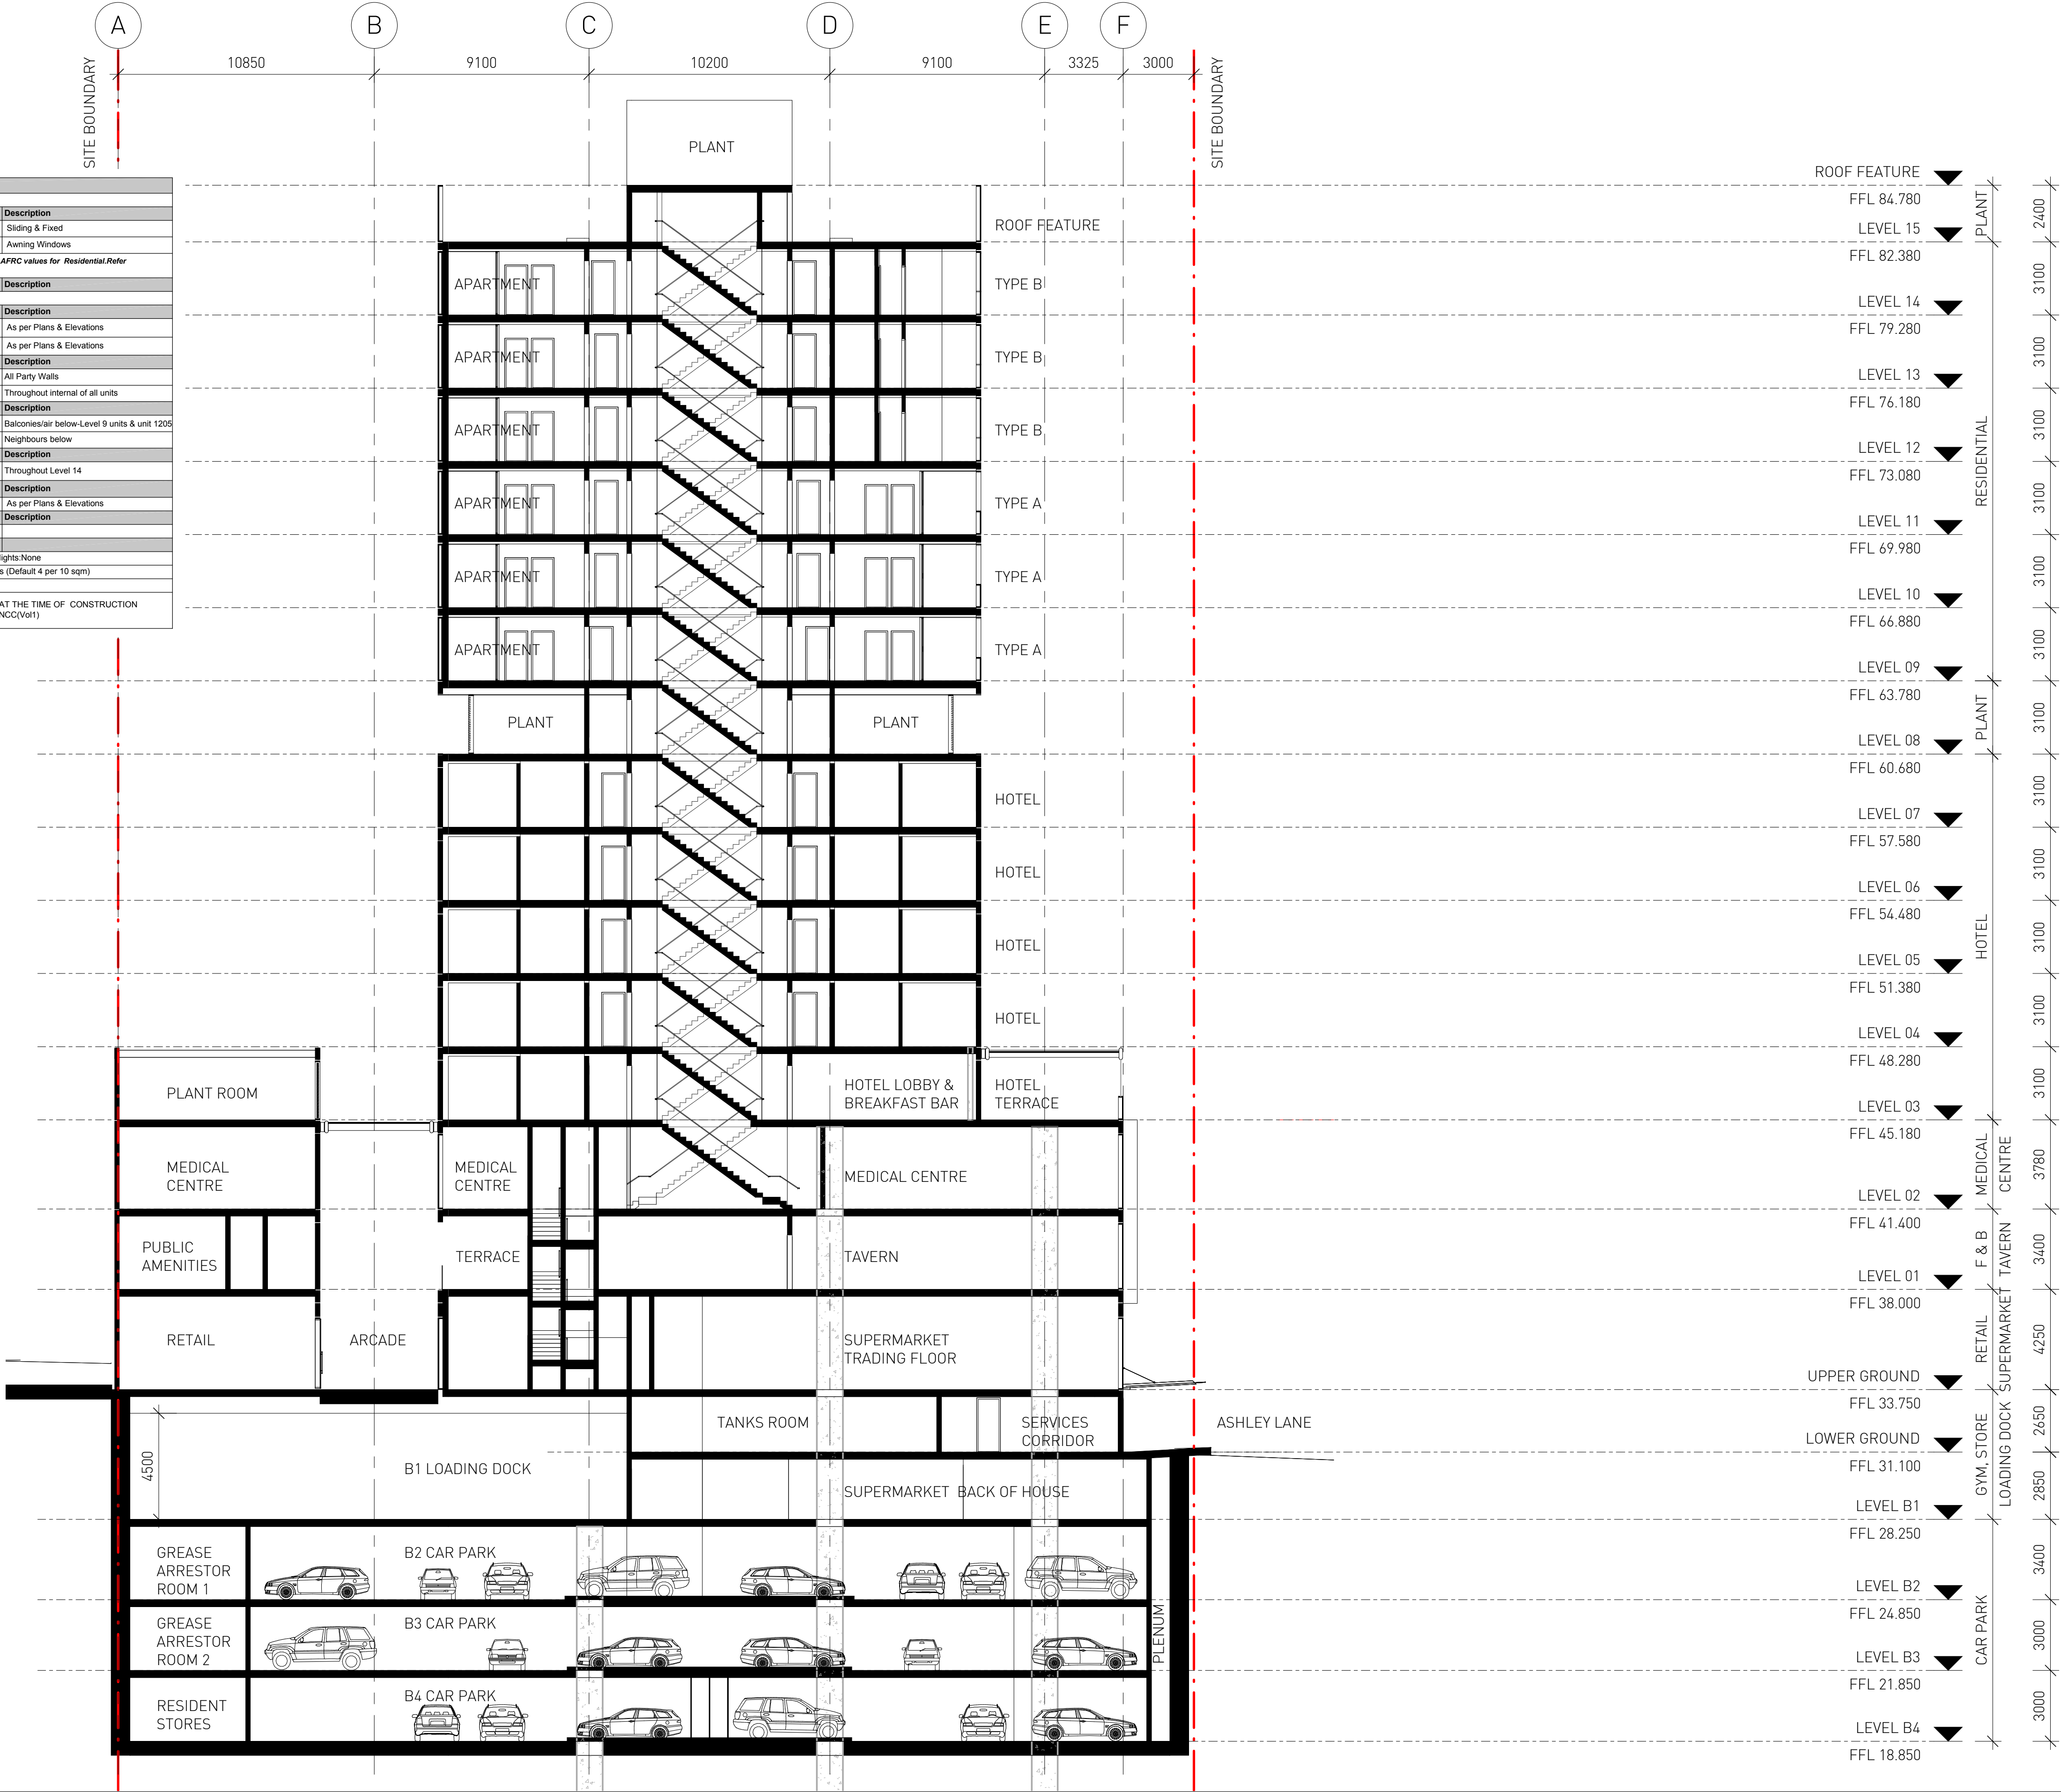 A
B
C
D
E
F
10850
9100
10200
9100
3325
3000
SITE BOUNDARY
SITE BOUNDARY
PLANT
Description
Sliding & Fixed
Awning Windows
AFRC values for Residential.Refer
Description
Description
As per Plans & Elevations
As per Plans & Elevations
Description
All Party Walls
Throughout internal of all units
Description
Balconies/air below-Level 9 units & unit 1205
Neighbours below
Description
Throughout Level 14
Description
As per Plans & Elevations
Description
lights:None
s (Default 4 per 10 sqm)
AT THE TIME OF CONSTRUCTION
NCC(Vol1)
ROOF FEATURE
APARTMENT
TYPE B
APARTMENT
TYPE B
APARTMENT
TYPE B
APARTMENT
TYPE A
APARTMENT
TYPE A
APARTMENT
TYPE A
PLANT
PLANT
HOTEL
HOTEL
HOTEL
HOTEL
PLANT ROOM
HOTEL LOBBY &
BREAKFAST BAR
HOTEL
TERRACE
MEDICAL
CENTRE
MEDICAL
CENTRE
MEDICAL CENTRE
PUBLIC
AMENITIES
TERRACE
TAVERN
RETAIL
ARCADE
SUPERMARKET
TRADING FLOOR
TANKS ROOM
SERVICES
CORRIDOR
ASHLEY LANE
4500
B1 LOADING DOCK
SUPERMARKET BACK OF HOUSE
GREASE
ARRESTOR
ROOM 1
B2 CAR PARK
GREASE
ARRESTOR
ROOM 2
B3 CAR PARK
PLENUM
RESIDENT
STORES
B4 CAR PARK
ROOF FEATURE
FFL 84.780
LEVEL 15
FFL 82.380
LEVEL 14
FFL 79.280
LEVEL 13
FFL 76.180
LEVEL 12
FFL 73.080
LEVEL 11
FFL 69.980
LEVEL 10
FFL 66.880
LEVEL 09
FFL 63.780
LEVEL 08
FFL 60.680
LEVEL 07
FFL 57.580
LEVEL 06
FFL 54.480
LEVEL 05
FFL 51.380
LEVEL 04
FFL 48.280
LEVEL 03
FFL 45.180
LEVEL 02
FFL 41.400
LEVEL 01
FFL 38.000
UPPER GROUND
FFL 33.750
LOWER GROUND
FFL 31.100
LEVEL B1
FFL 28.250
LEVEL B2
FFL 24.850
LEVEL B3
FFL 21.850
LEVEL B4
FFL 18.850
PLANT
RESIDENTIAL
PLANT
HOTEL
MEDICAL
CENTRE
F & B
TAVERN
RETAIL
SUPERMARKET
GYM, STORE
LOADING DOCK
CAR PARK
2400
3100
3100
3100
3100
3100
3100
3100
3100
3100
3100
3100
3100
3780
3400
4250
2650
2850
3400
3000
3000